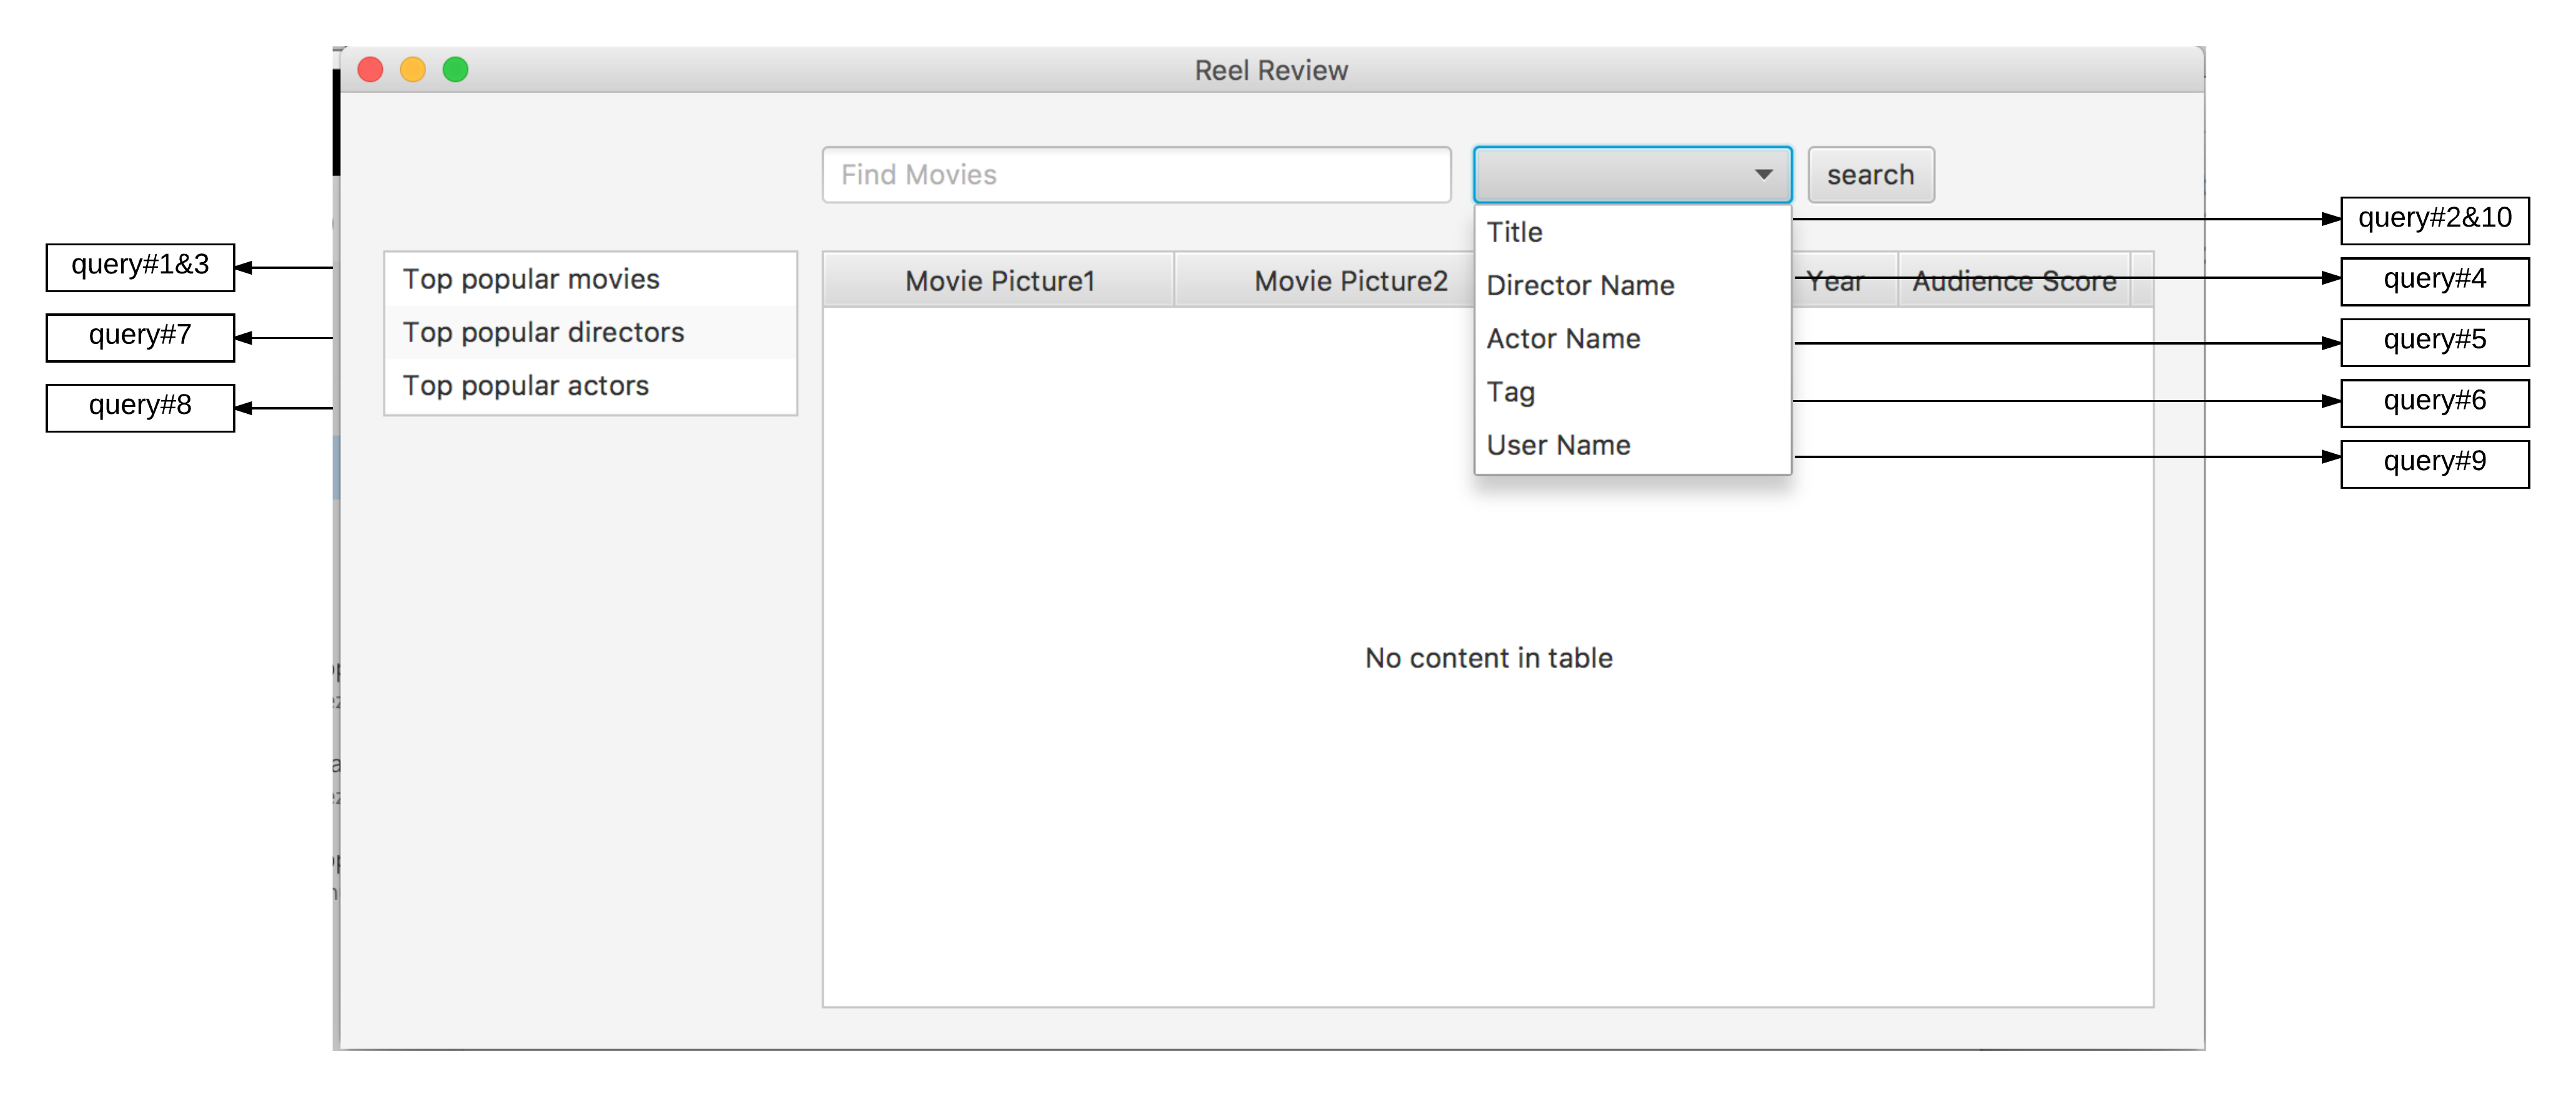 Reel Review
Find Movies
search
Title
Director Name
Actor Name
Tag
User Name
query#2&10
query#4
query#5
query#6
query#9
query#1&3
query#7
query#8
Top popular movies
Top popular directors
Top popular actors
Movie Picture1
Movie Picture2
Year
Audience Score
No content in table